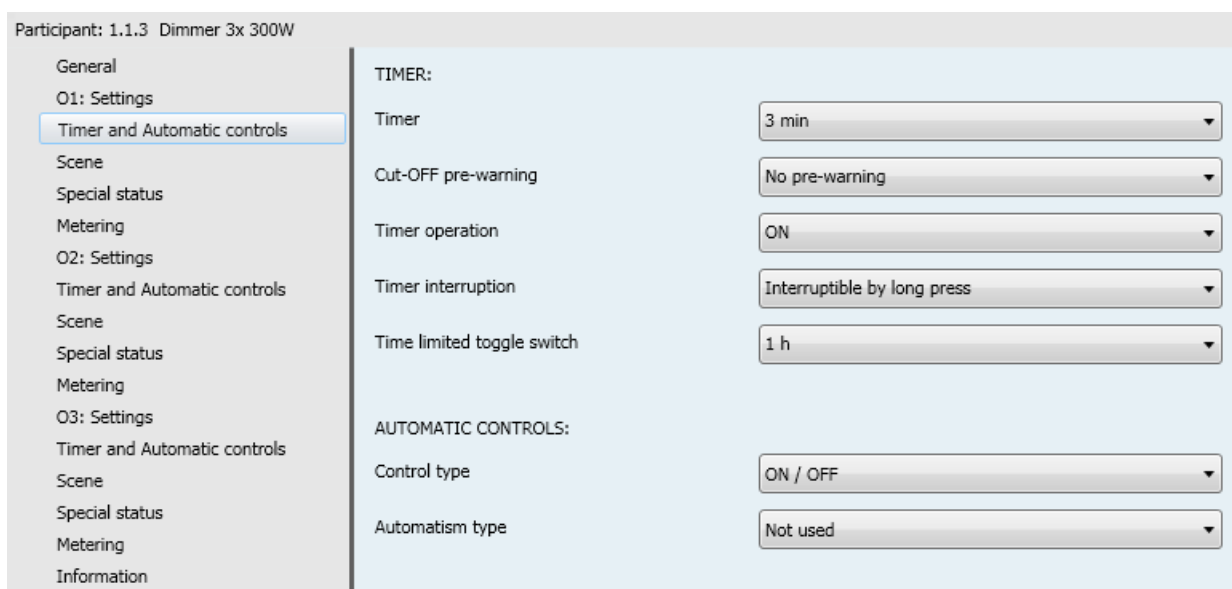 Participant: 1.1.3 Dimmer 3x 300W
General
O1: Settings
Timer and Automatic controls
Scene
Special status
Metering
O2: Settings
Timer and Automatic controls
Scene
Special status
Metering
O3: Settings
Timer and Automatic controls
Scene
Special status
Metering
Information
TIMER:
Timer 3 min
Cut-OFF pre-warning No pre-warning
Timer operation ON
Timer interruption Interruptible by long press
Time limited toggle switch 1 h
AUTOMATIC CONTROLS:
Control type ON / OFF
Automatism type Not used